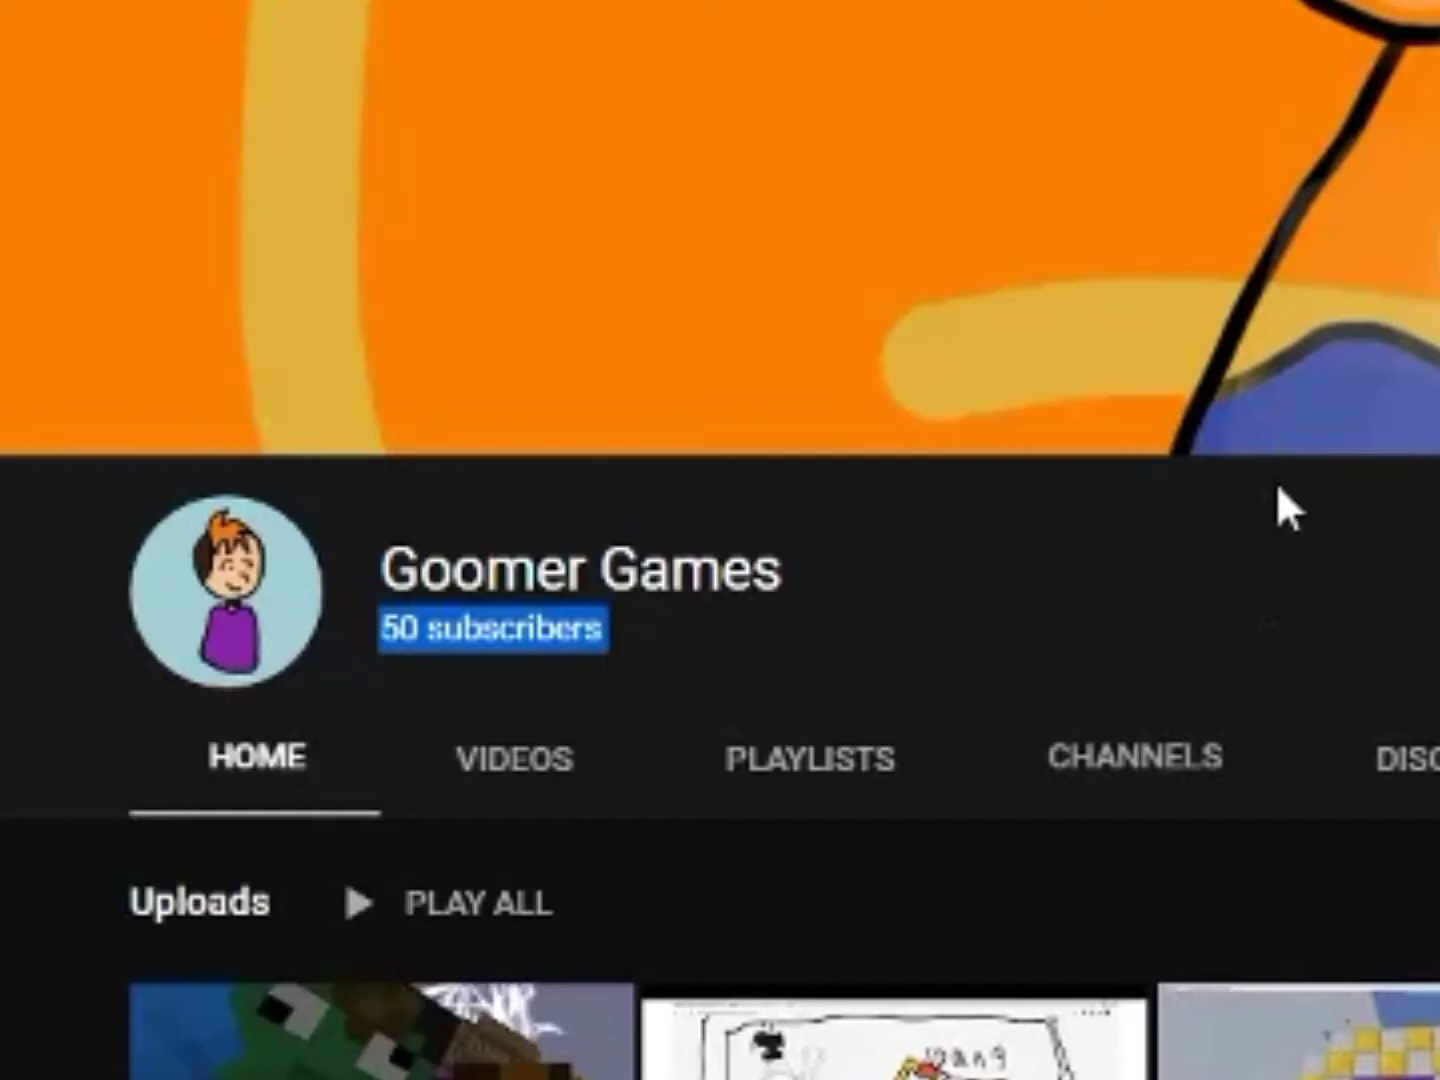 Goomer Games
50 subscribers
HOME
VIDEOS
PLAYLISTS
CHANNELS
DISC
Uploads
PLAY ALL